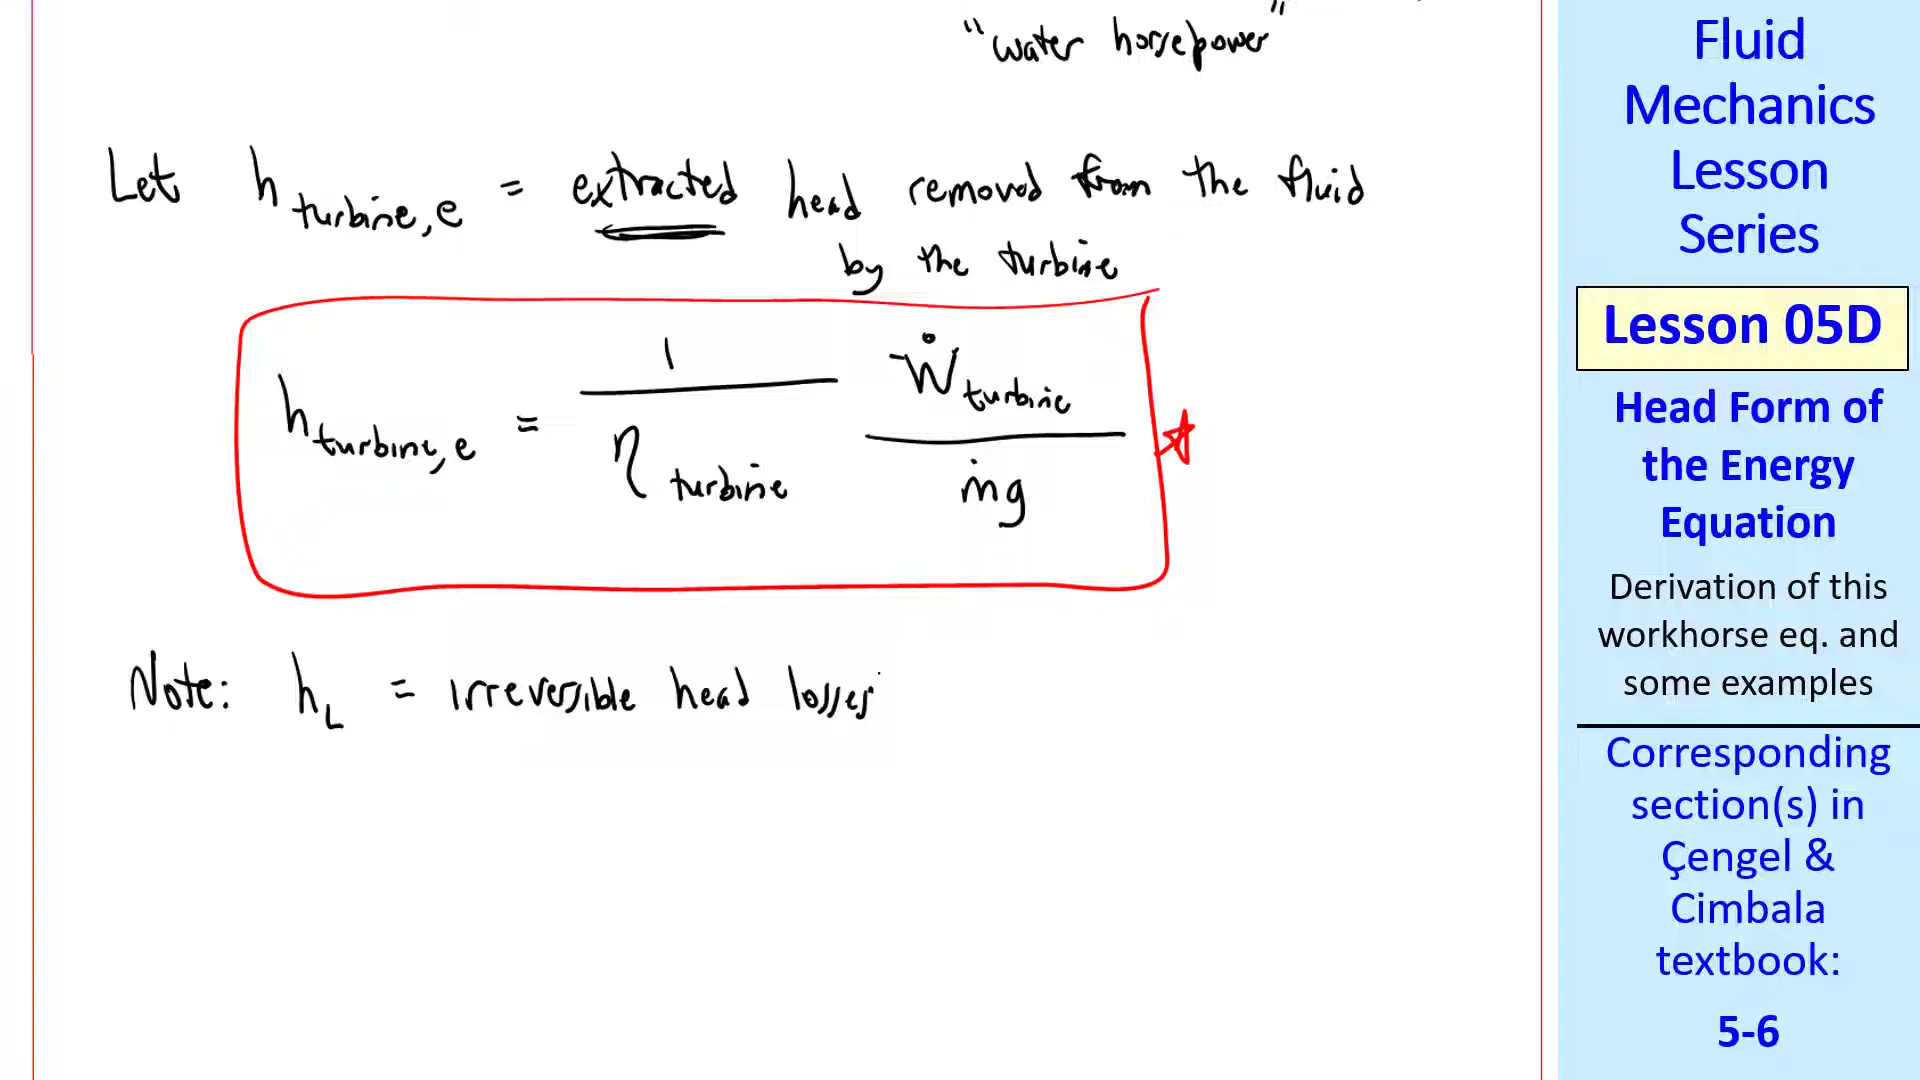 "water horsepower"
Let h turbine,e = extracted head removed from the fluid
by the turbine
h turbine,e = 1 / η turbine Ẇ turbine / ṁg
Note: h L = irreversible head losses
Fluid
Mechanics
Lesson
Series
Lesson 05D
Head Form of
the Energy
Equation
Derivation of this
workhorse eq. and
some examples
Corresponding
section(s) in
Çengel &
Cimbala
textbook:
5-6